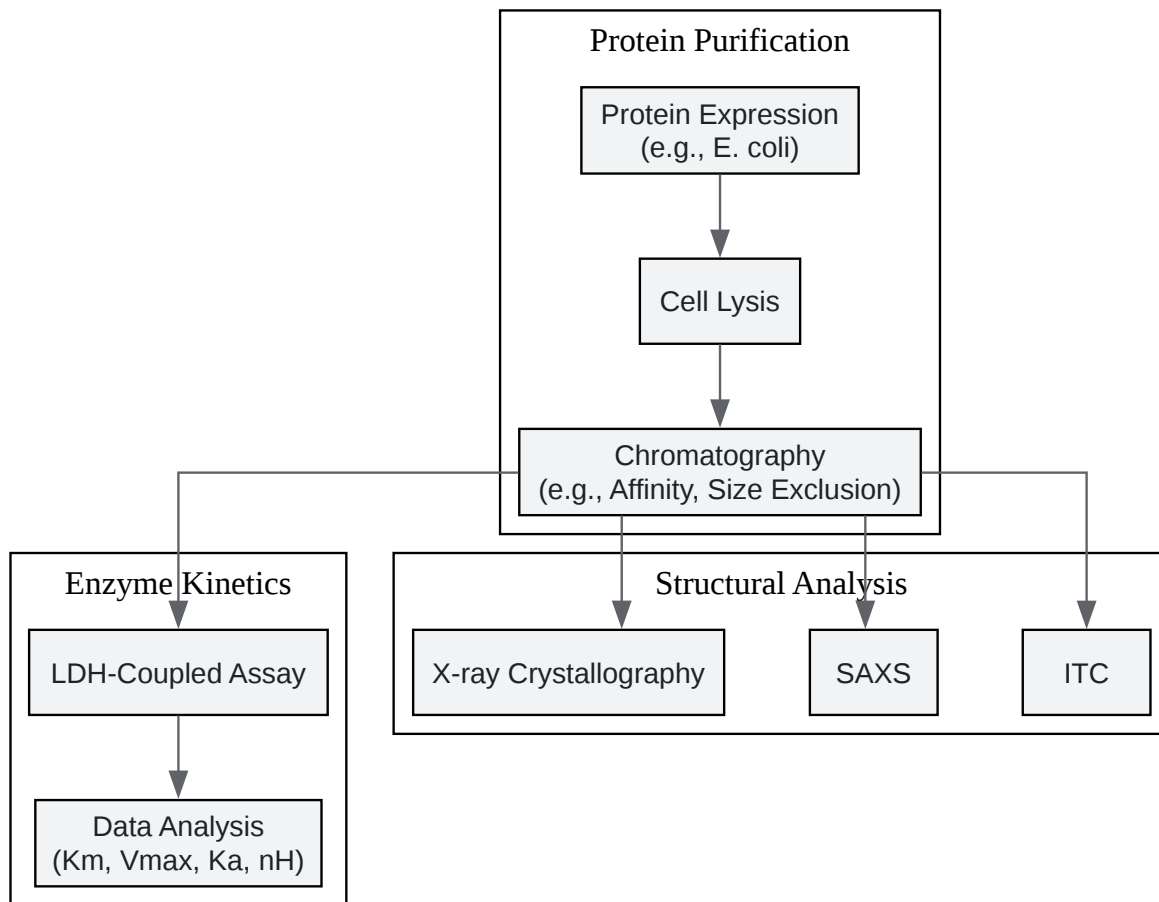 Protein Purification
Protein Expression
(e.g., E. coli)
Cell Lysis
Chromatography
(e.g., Affinity, Size Exclusion)
Enzyme Kinetics
LDH-Coupled Assay
Data Analysis
(Km, Vmax, Ka, nH)
Structural Analysis
X-ray Crystallography
SAXS
ITC